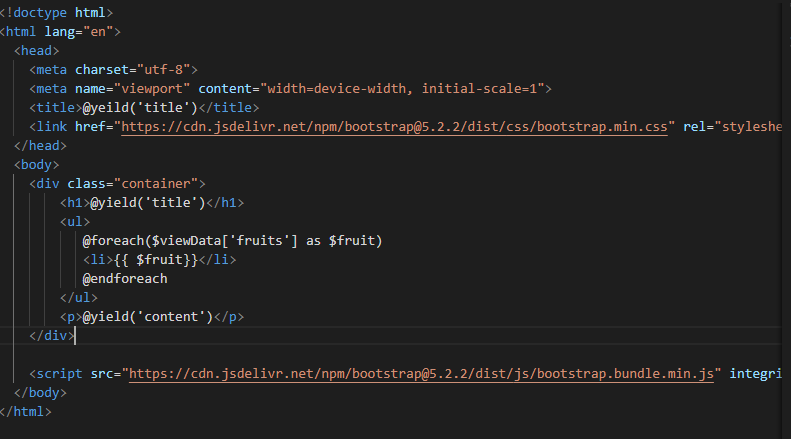 <!doctype html>
<html lang="en">
<head>
<meta charset="utf-8">
<meta name="viewport" content="width=device-width, initial-scale=1">
<title>@yeild('title')</title>
<link href="https://cdn.jsdelivr.net/npm/bootstrap@5.2.2/dist/css/bootstrap.min.css" rel="styleshe
</head>
<body>
<div class="container">
<h1>@yield('title')</h1>
<ul>
@foreach($viewData['fruits'] as $fruit)
<li>{{ $fruit}}</li>
@endforeach
</ul>
<p>@yield('content')</p>
</div>
<script src="https://cdn.jsdelivr.net/npm/bootstrap@5.2.2/dist/js/bootstrap.bundle.min.js" integri
</body>
</html>